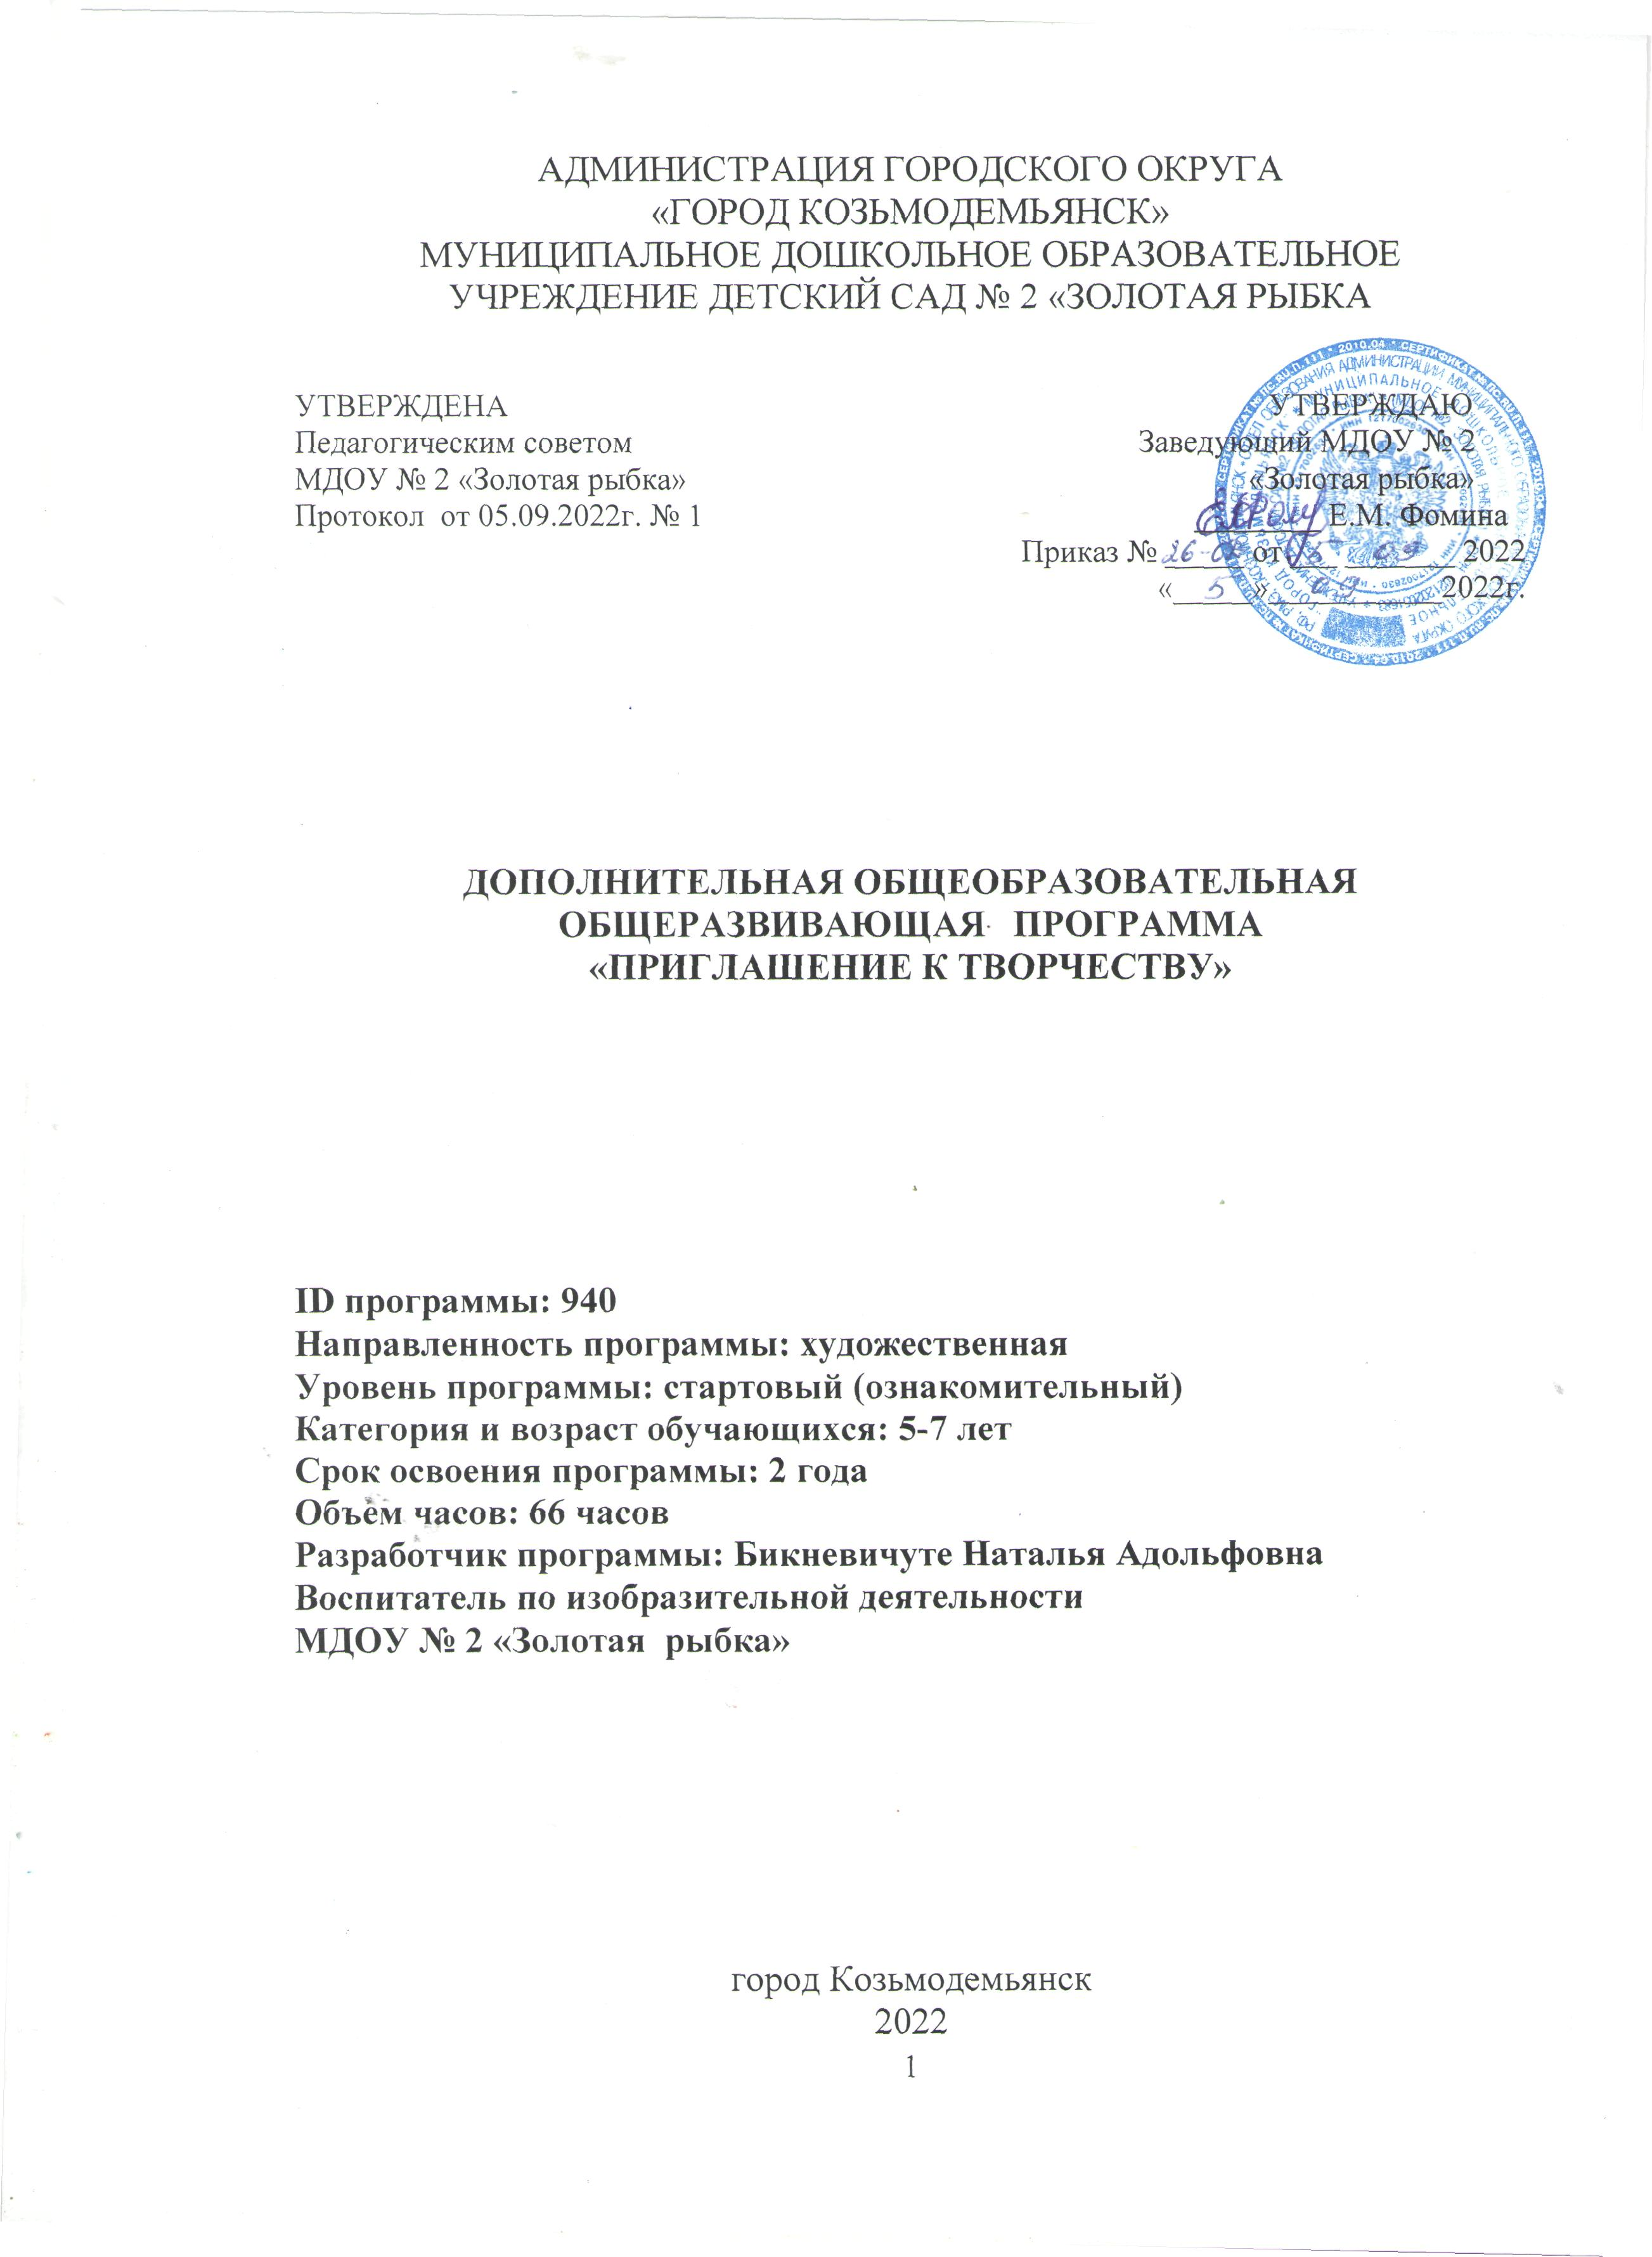 АДМИНИСТРАЦИЯ ГОРОДСКОГО ОКРУГА
«ГОРОД КОЗЬМОДЕМЬЯНСК»
МУНИЦИПАЛЬНОЕ ДОШКОЛЬНОЕ ОБРАЗОВАТЕЛЬНОЕ
УЧРЕЖДЕНИЕ ДЕТСКИЙ САД № 2 «ЗОЛОТАЯ РЫБКА
УТВЕРЖДЕНА
Педагогическим советом
МДОУ № 2 «Золотая рыбка»
Протокол от 05.09.2022г. № 1
УТВЕРЖДАЮ
Заведующий МДОУ № 2
«Золотая рыбка»
Е.М. Фомина
Приказ № от 09 2022
«5» 09 2022г.
ДОПОЛНИТЕЛЬНАЯ ОБЩЕОБРАЗОВАТЕЛЬНАЯ
ОБЩЕРАЗВИВАЮЩАЯ ПРОГРАММА
«ПРИГЛАШЕНИЕ К ТВОРЧЕСТВУ»
ID программы: 940
Направленность программы: художественная
Уровень программы: стартовый (ознакомительный)
Категория и возраст обучающихся: 5-7 лет
Срок освоения программы: 2 года
Объём часов: 66 часов
Разработчик программы: Бикневичуте Наталья Адольфовна
Воспитатель по изобразительной деятельности
МДОУ № 2 «Золотая рыбка»
город Козьмодемьянск
2022
1